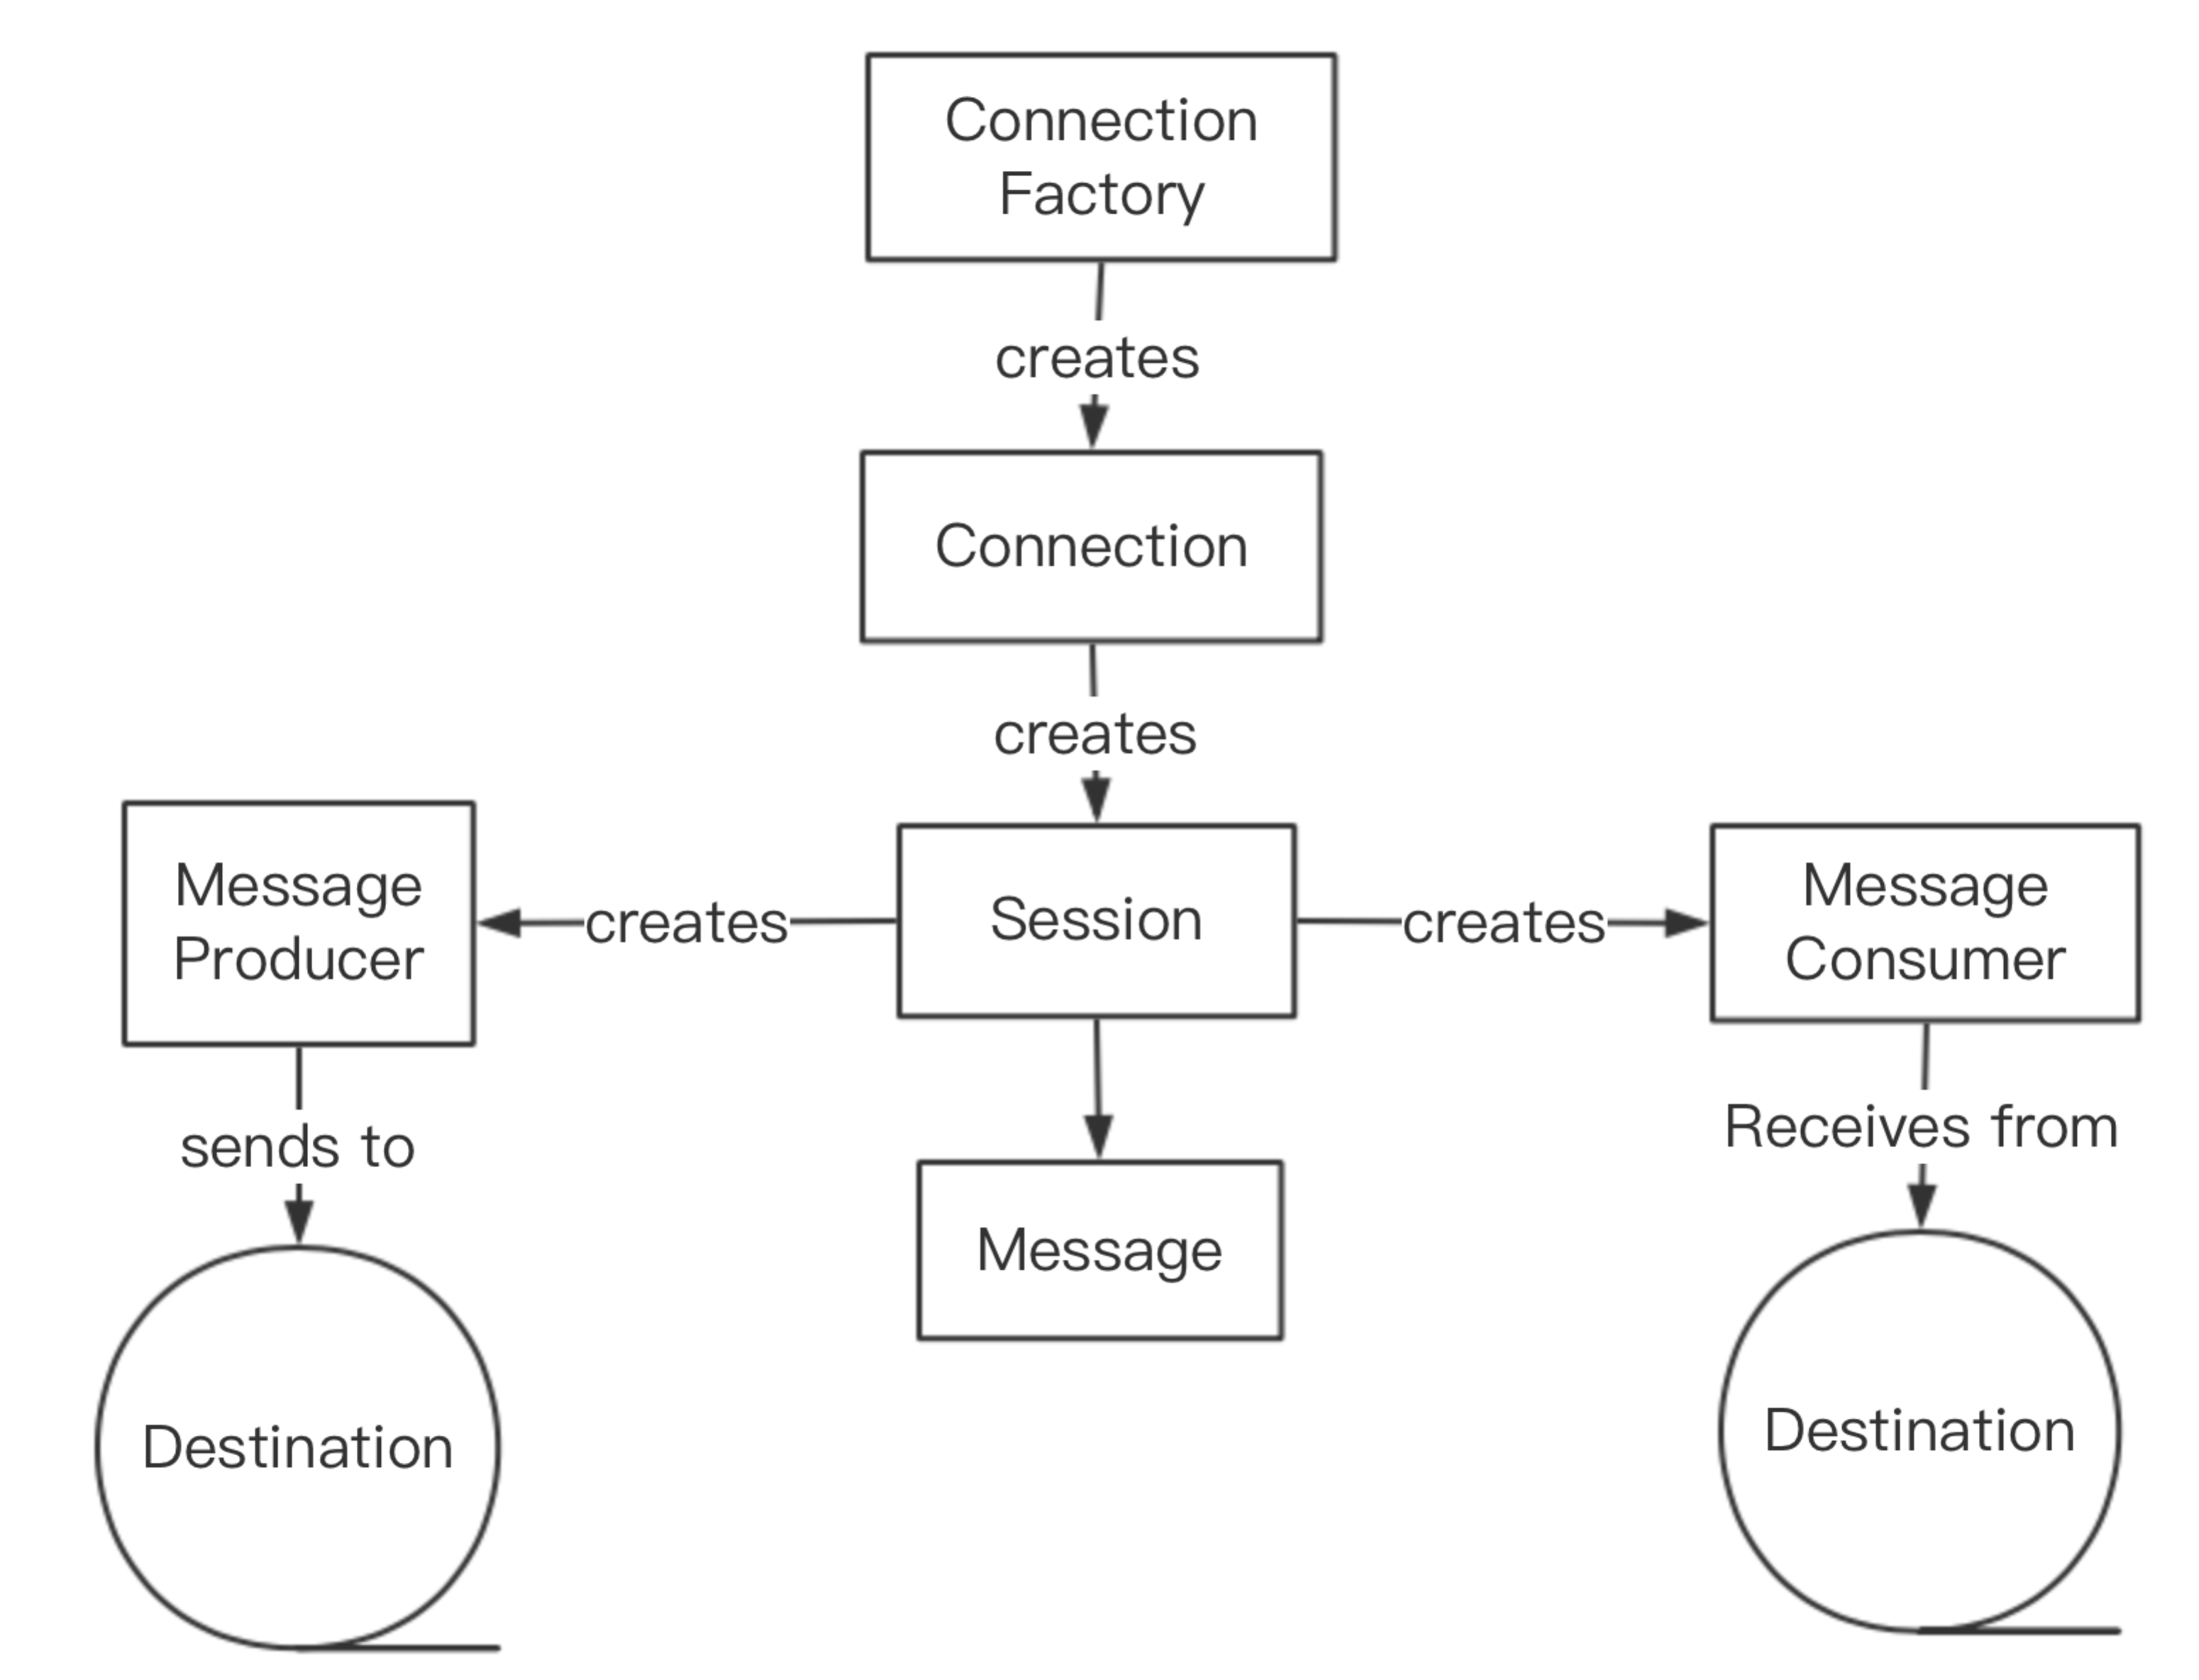 Connection
Factory
creates
Connection
creates
Message
Producer
creates
Session
creates
Message
Consumer
sends to
Receives from
Message
Destination
Destination